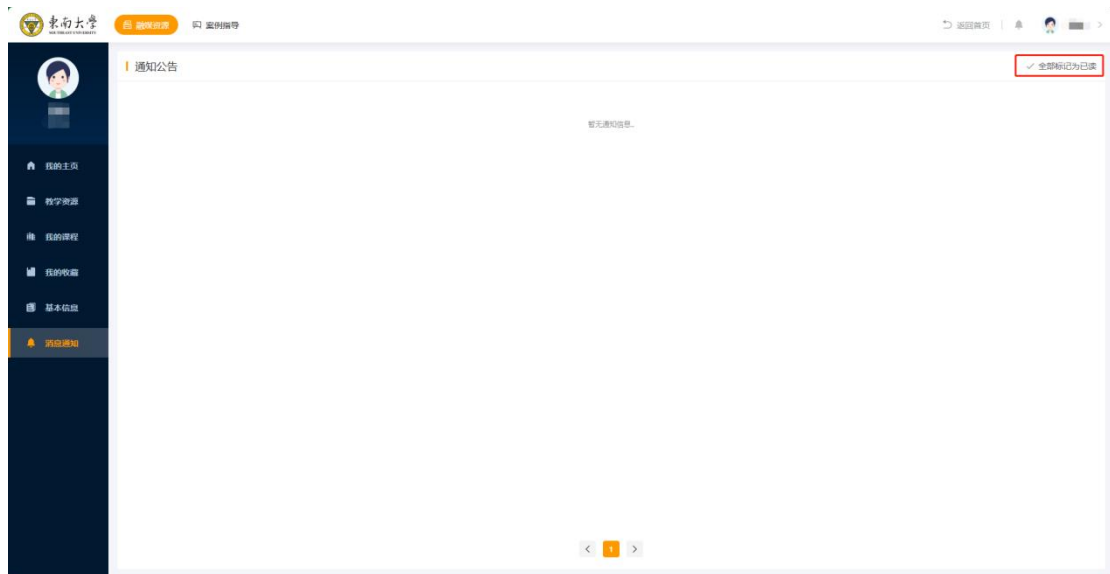 東南大學
SOUTHEAST UNIVERSITY
融媒资源
案例指导
返回首页
通知公告
全部标记为已读
暂无通知信息。
我的主页
教学资源
我的课程
我的收藏
基本信息
消息通知
1